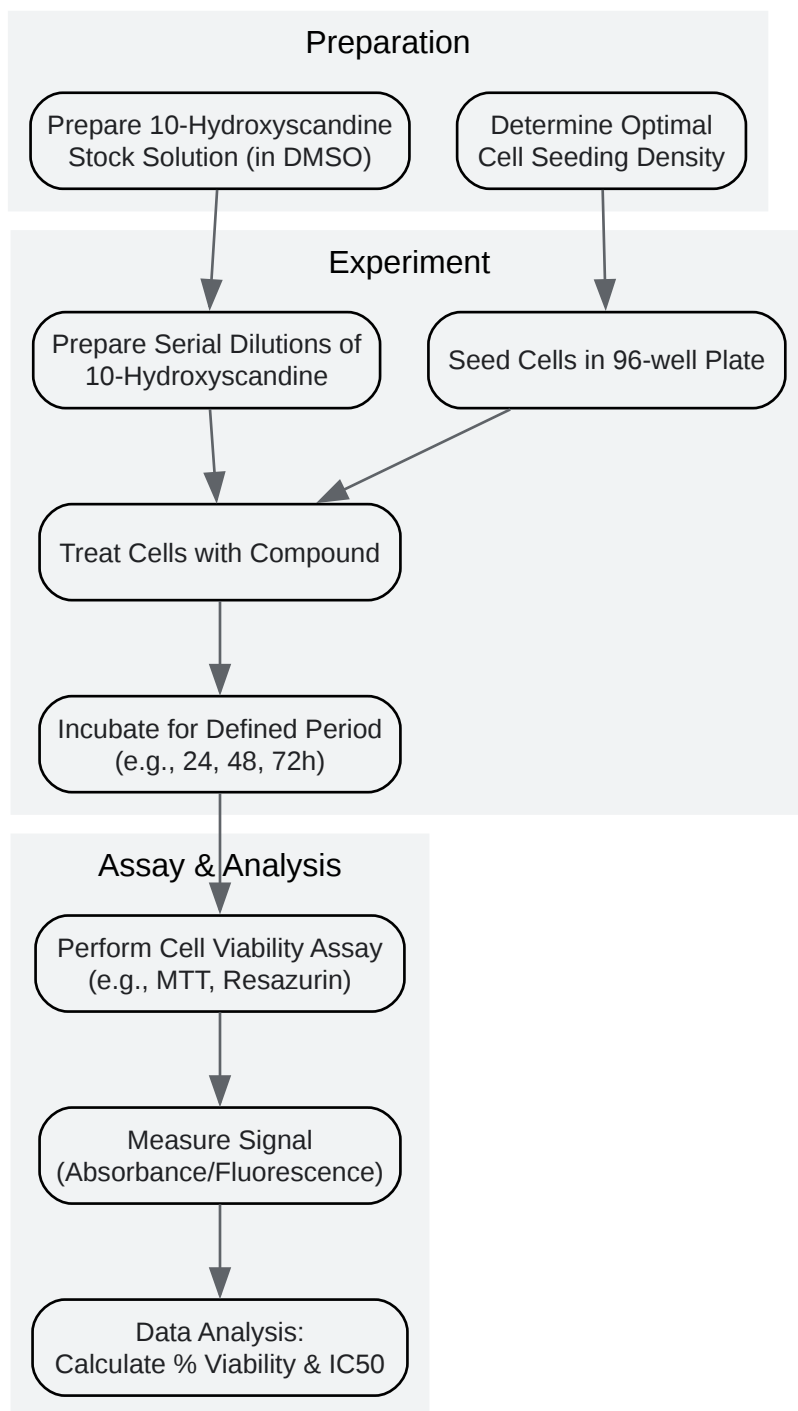 Preparation
Prepare 10-Hydroxyscandine
Stock Solution (in DMSO)
Determine Optimal
Cell Seeding Density
Experiment
Prepare Serial Dilutions of
10-Hydroxyscandine
Seed Cells in 96-well Plate
Treat Cells with Compound
Incubate for Defined Period
(e.g., 24, 48, 72h)
Assay & Analysis
Perform Cell Viability Assay
(e.g., MTT, Resazurin)
Measure Signal
(Absorbance/Fluorescence)
Data Analysis:
Calculate % Viability & IC50